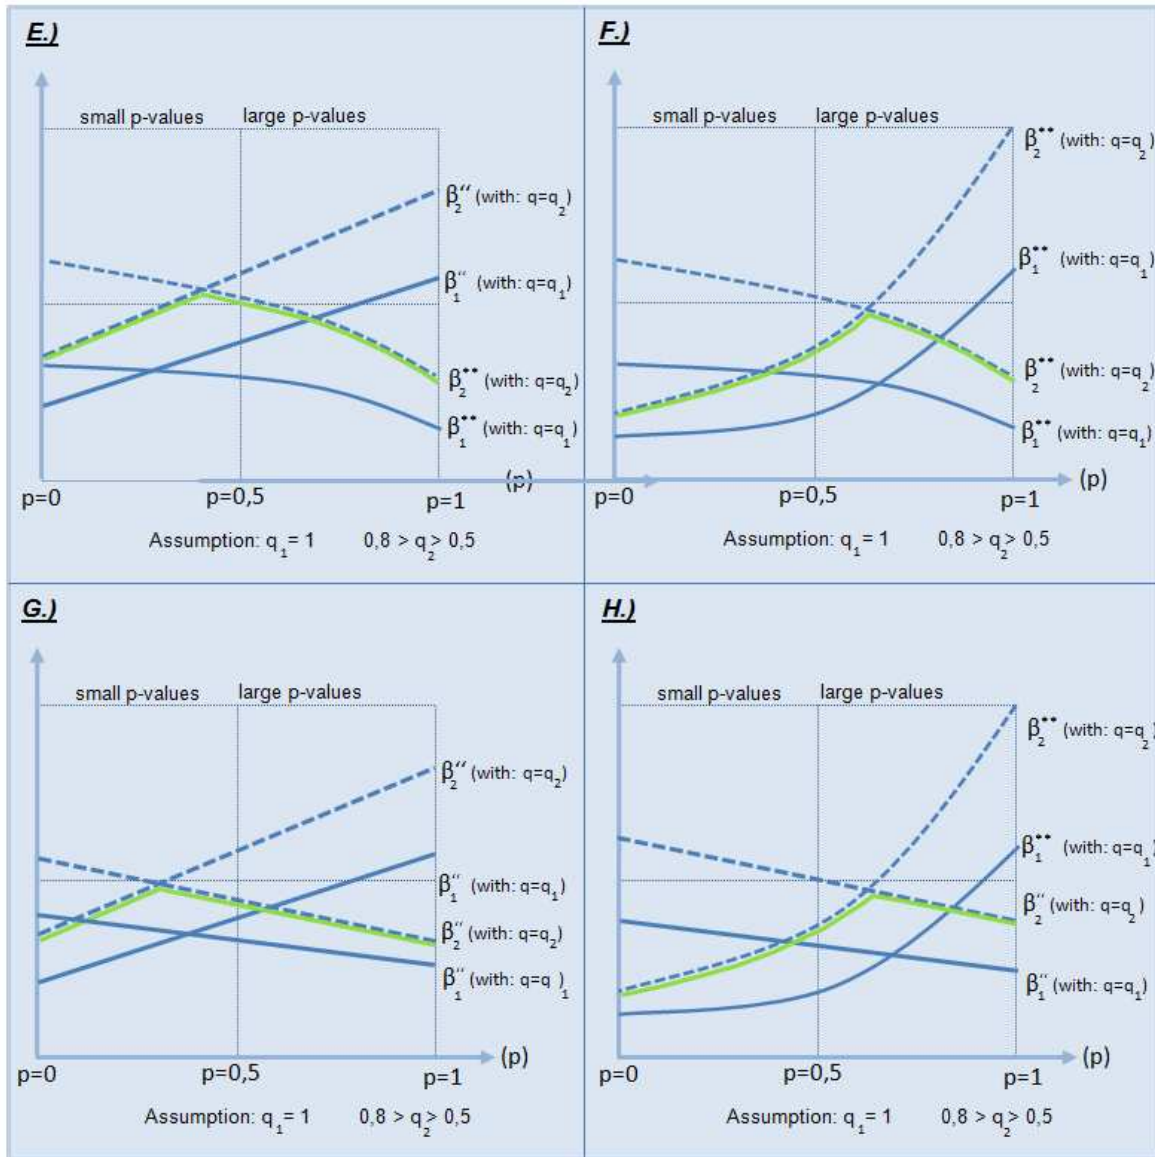 E.)
small p-values large p-values
β₂′′ (with: q=q₂)
β₁′′ (with: q=q₁)
β₂** (with: q=q₂)
β₁** (with: q=q₁)
(p)
p=0 p=0,5 p=1
Assumption: q₁= 1 0,8 > q₂> 0,5
F.)
small p-values large p-values
β₂** (with: q=q₂)
β₁** (with: q=q₁)
β₂** (with: q=q₂)
β₁** (with: q=q₁)
(p)
p=0 p=0,5 p=1
Assumption: q₁= 1 0,8 > q₂> 0,5
G.)
small p-values large p-values
β₂′′ (with: q=q₂)
β₁′′ (with: q=q₁)
β₂′′ (with: q=q₂)
β₁′′ (with: q=q )₁
(p)
p=0 p=0,5 p=1
Assumption: q₁= 1 0,8 > q₂> 0,5
H.)
small p-values large p-values
β₂** (with: q=q₂)
β₁** (with: q=q₁)
β₂′′ (with: q=q₂)
β₁′′ (with: q=q₁)
(p)
p=0 p=0,5 p=1
Assumption: q₁= 1 0,8 > q₂> 0,5